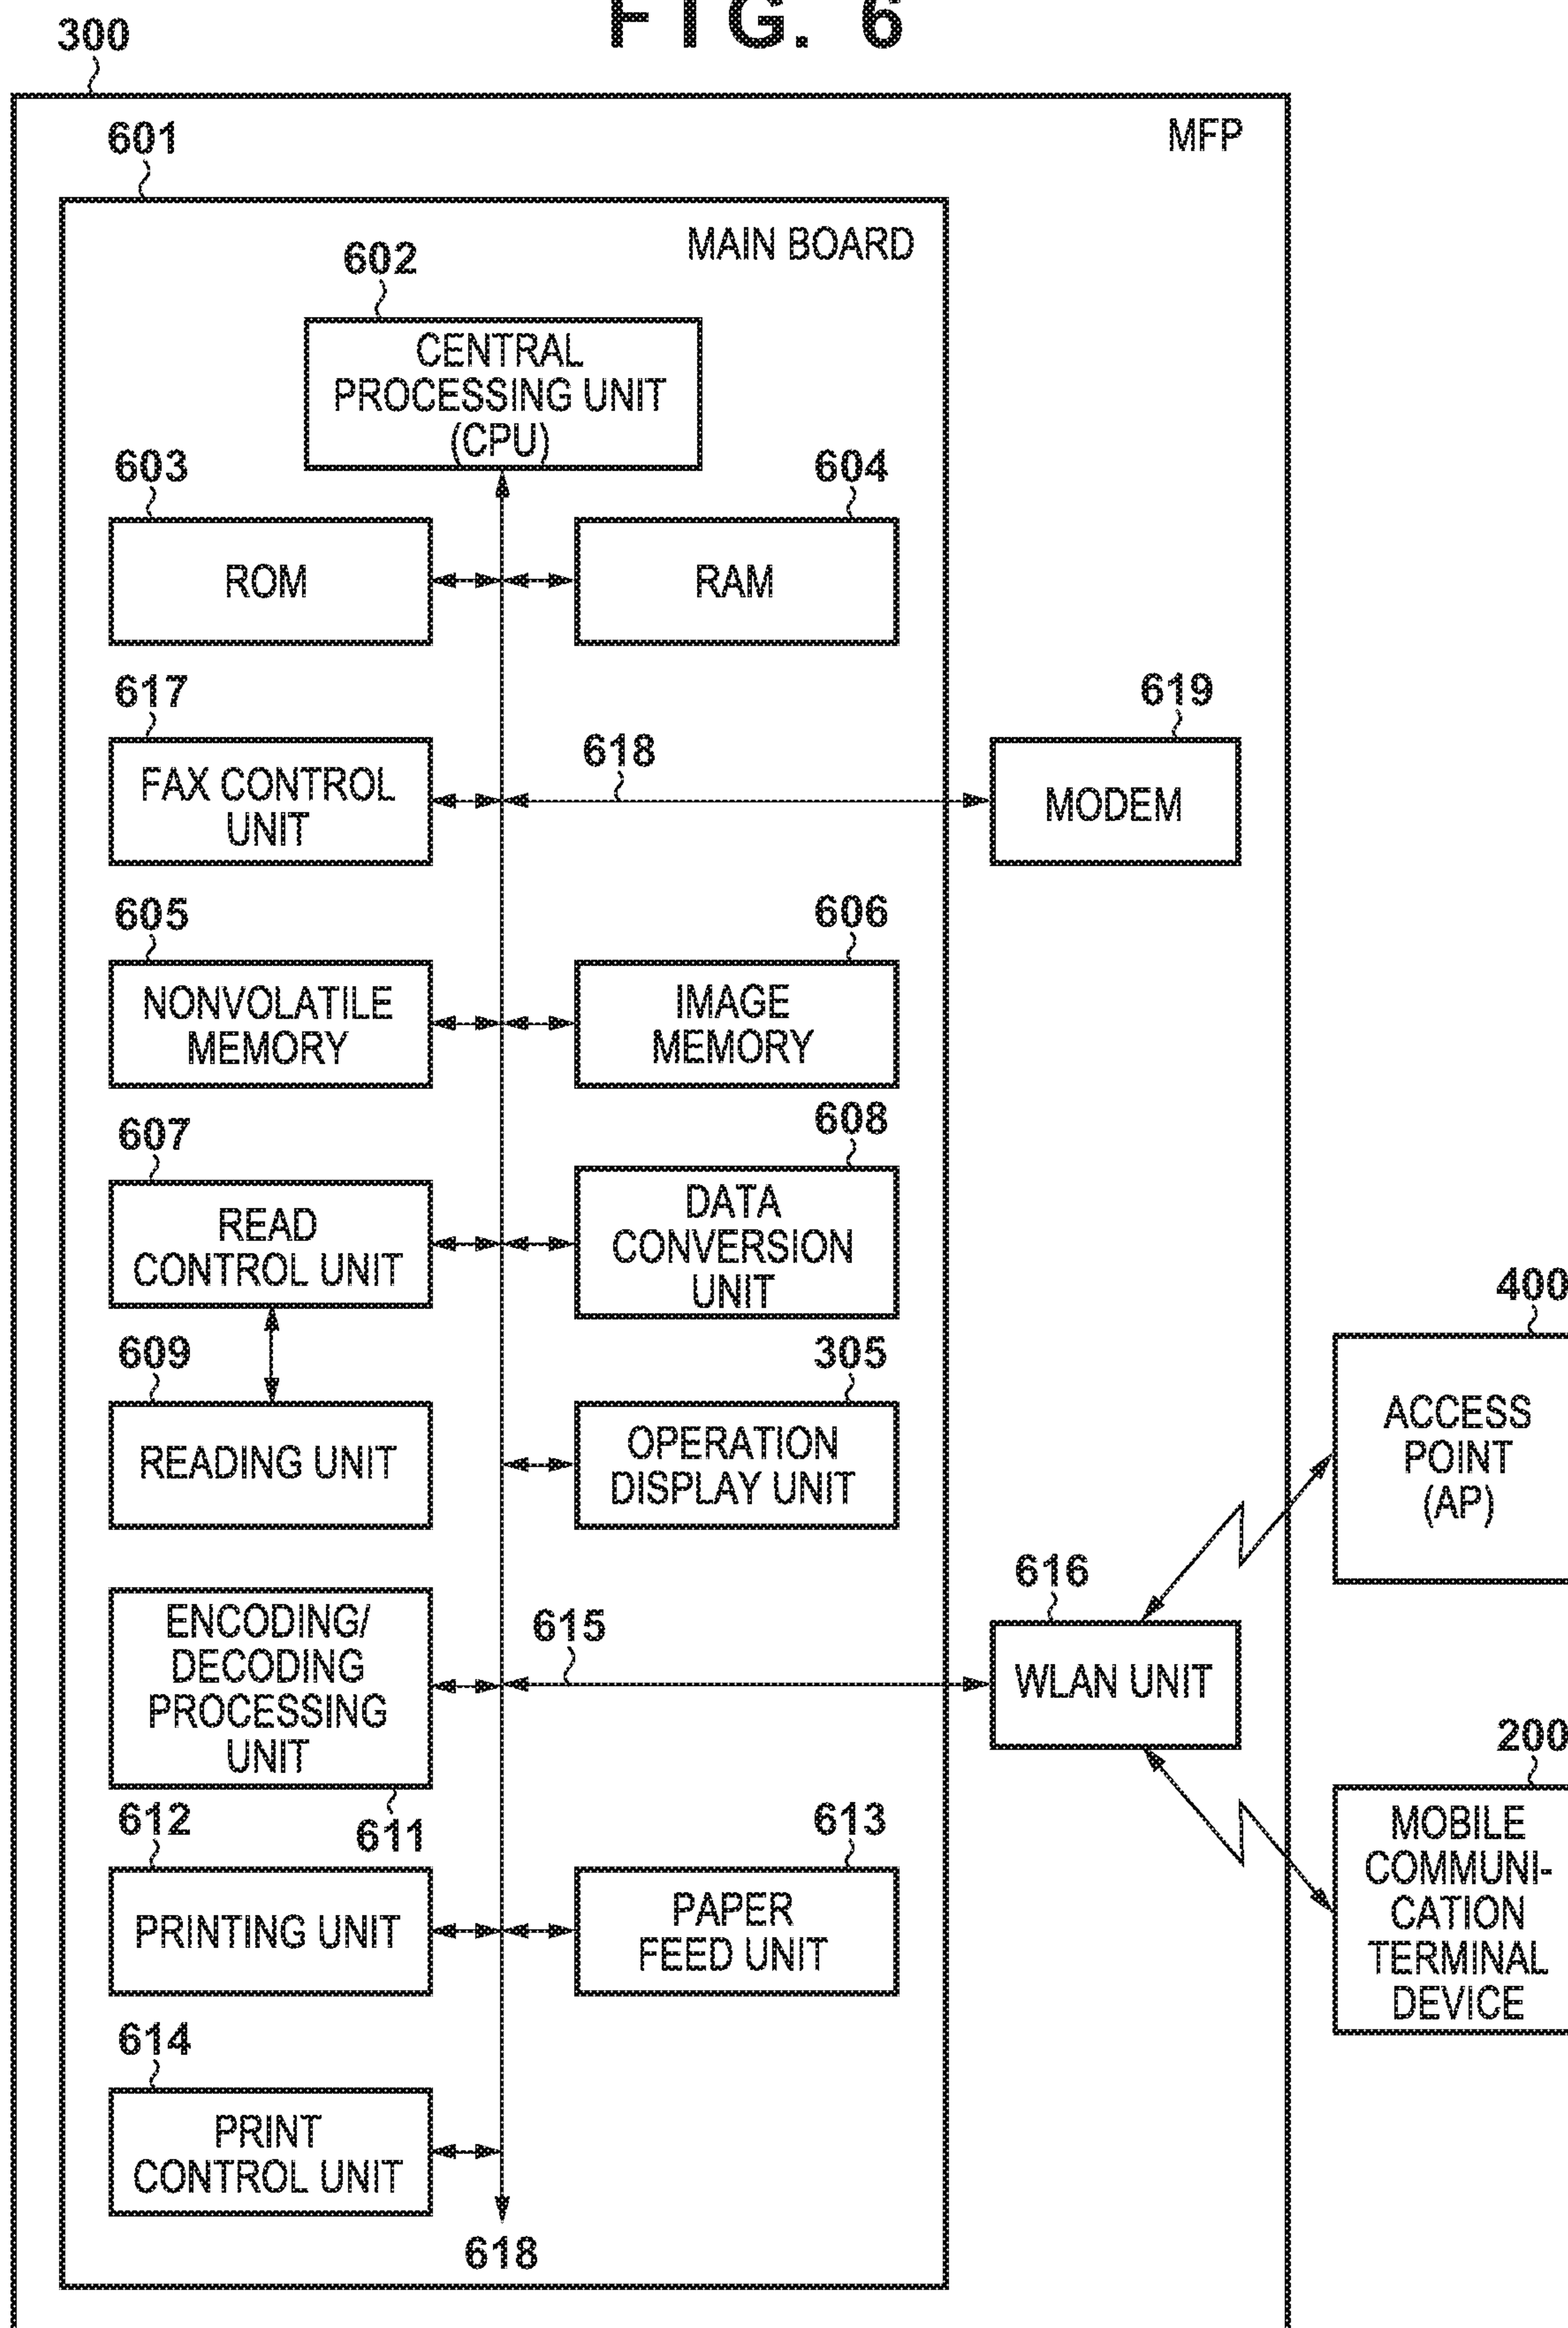 FIG. 6
300
MFP
601
MAIN BOARD
602
CENTRAL
PROCESSING UNIT
(CPU)
603
ROM
604
RAM
617
FAX CONTROL
UNIT
618
619
MODEM
605
NONVOLATILE
MEMORY
606
IMAGE
MEMORY
607
READ
CONTROL UNIT
608
DATA
CONVERSION
UNIT
609
READING UNIT
305
OPERATION
DISPLAY UNIT
400
ACCESS
POINT
(AP)
ENCODING/
DECODING
PROCESSING
UNIT
611
615
616
WLAN UNIT
200
MOBILE
COMMUNI-
CATION
TERMINAL
DEVICE
612
PRINTING UNIT
613
PAPER
FEED UNIT
614
PRINT
CONTROL UNIT
618